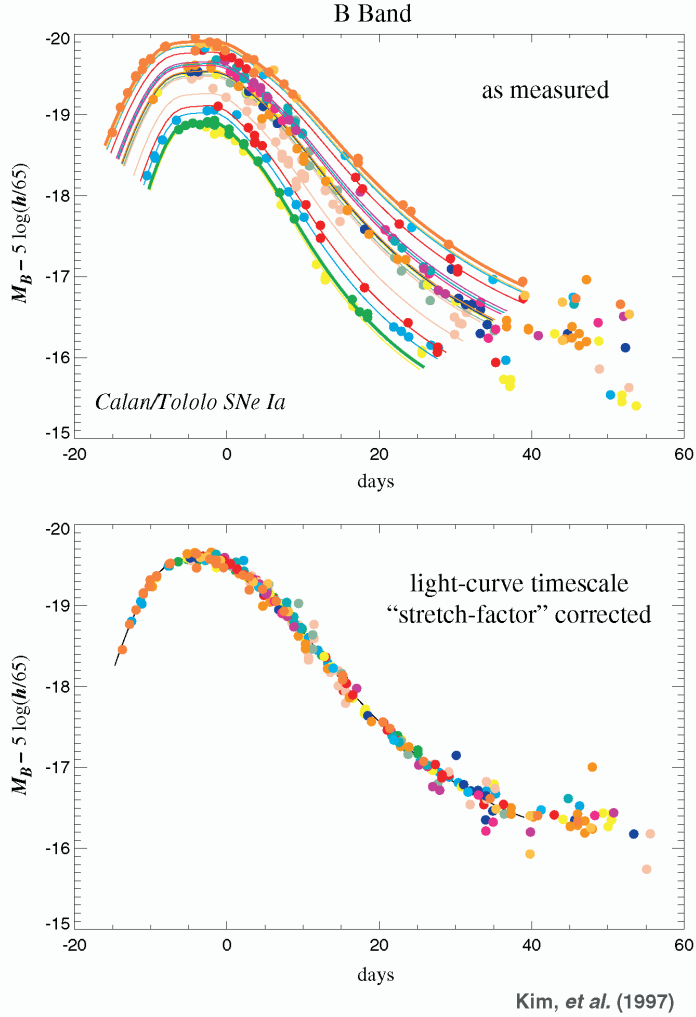 B Band
-20
as measured
-19
-18
-17
-16
Calan/Tololo SNe Ia
-15
-20
0
20
40
60
days
M_B – 5 log(h/65)
-20
light-curve timescale
“stretch-factor” corrected
-19
-18
-17
-16
-15
-20
0
20
40
60
days
M_B – 5 log(h/65)
Kim, et al. (1997)